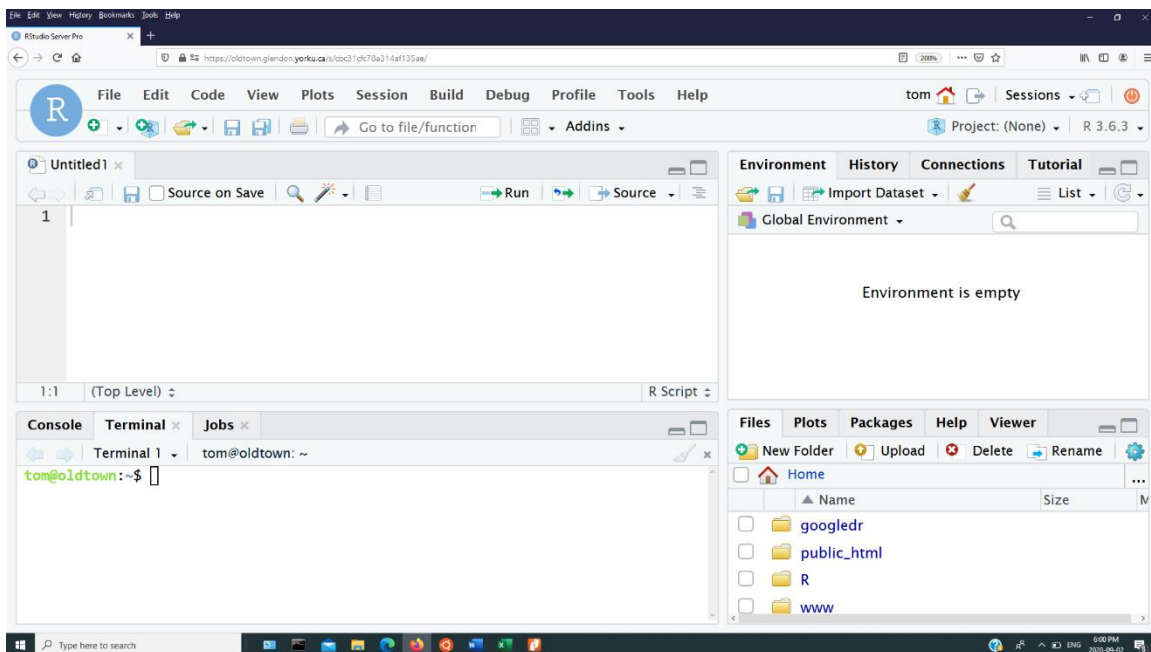 File Edit View History Bookmarks Tools Help
RStudio Server Pro × +
https://oldtown.glendon.yorku.ca/s/cbc31cfc78a314af135ae/ 200%
R File Edit Code View Plots Session Build Debug Profile Tools Help tom Sessions
Go to file/function Addins Project: (None) R 3.6.3
Untitled1 ×
Source on Save Run Source
1
1:1 (Top Level) R Script
Console Terminal × Jobs ×
Terminal 1 tom@oldtown: ~
tom@oldtown:~$
Environment History Connections Tutorial
Import Dataset List
Global Environment
Environment is empty
Files Plots Packages Help Viewer
New Folder Upload Delete Rename
Home ...
Name Size M
googledr
public_html
R
www
Type here to search ENG 6:00 PM
2020-09-02